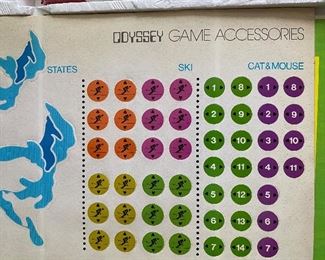 ODYSSEY GAME ACCESSORIES
STATES SKI CAT&MOUSE
1 8 1 8
2 9 2 9
3 10 3 10
4 11 4 11
5 12 5
6 13 6
7 14 7